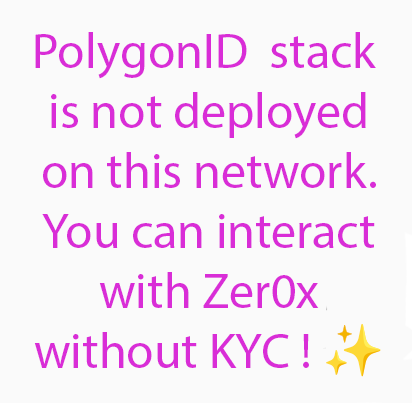 PolygonID stack
is not deployed
on this network.
You can interact
with Zer0x
without KYC ! ✨